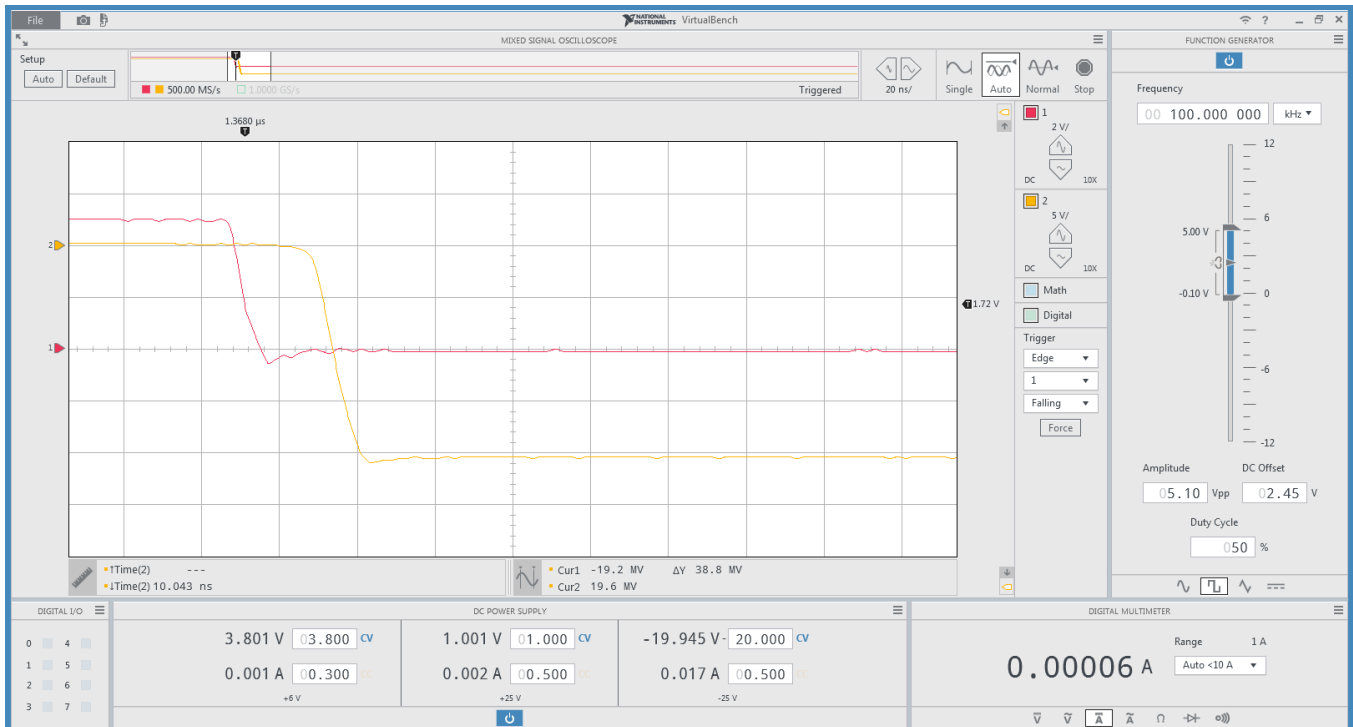 File
NATIONAL INSTRUMENTS VirtualBench
?
MIXED SIGNAL OSCILLOSCOPE
FUNCTION GENERATOR
Setup
Auto Default
T
500.00 MS/s 1.0000 GS/s Triggered
20 ns/
Single Auto Normal Stop
1.3680 µs
T
2
1
T 1.72 V
1
2 V/
DC 10X
2
5 V/
DC 10X
Math
Digital
Trigger
Edge
1
Falling
Force
Frequency
00 100.000 000 kHz
12
6
0
-6
-12
5.00 V
-0.10 V
Amplitude DC Offset
05.10 Vpp 02.45 V
Duty Cycle
050 %
↑Time(2) ---
↓Time(2) 10.043 ns
Cur1 -19.2 MV ΔY 38.8 MV
Cur2 19.6 MV
DIGITAL I/O
0 4
1 5
2 6
3 7
DC POWER SUPPLY
3.801 V 03.800 CV
0.001 A 00.300 CC
+6 V
1.001 V 01.000 CV
0.002 A 00.500 CC
+25 V
-19.945 V - 20.000 CV
0.017 A 00.500 CC
-25 V
DIGITAL MULTIMETER
0.00006 A
Range 1 A
Auto <10 A
V V A A Ω